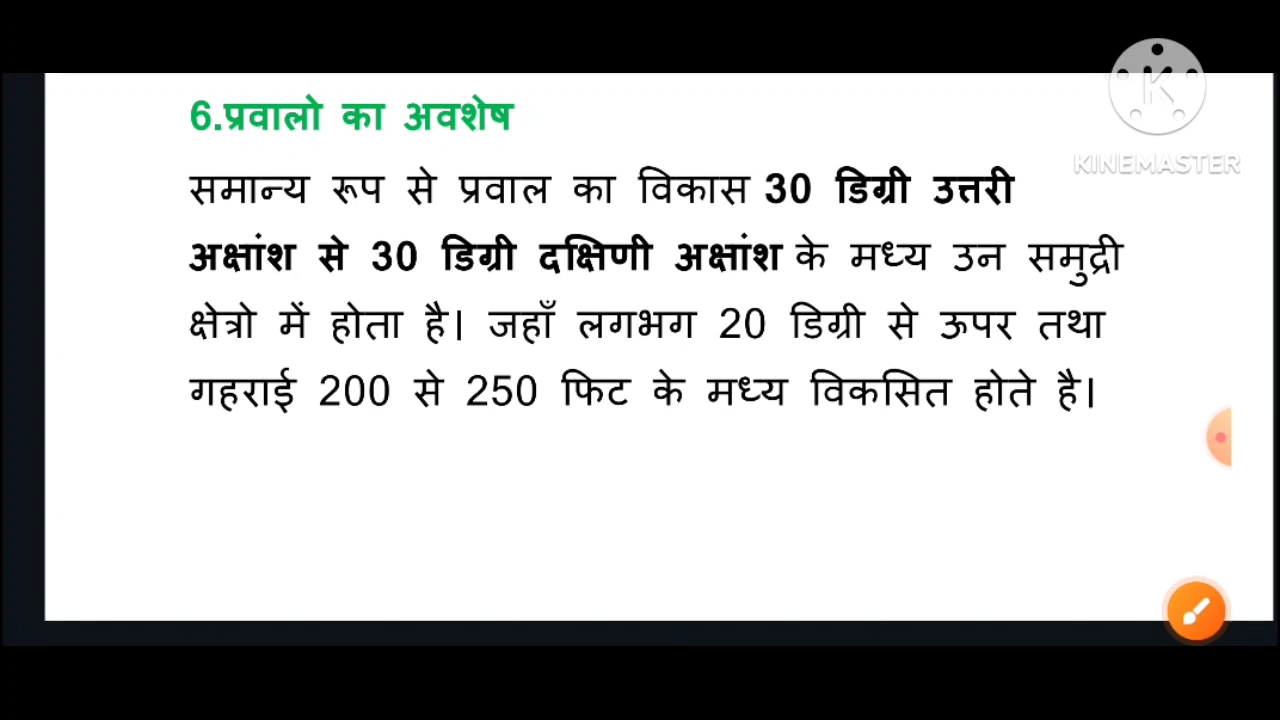 6.प्रवालो का अवशेष
KINEMASTER
समान्य रूप से प्रवाल का विकास 30 डिग्री उत्तरी
अक्षांश से 30 डिग्री दक्षिणी अक्षांश के मध्य उन समुद्री
क्षेत्रो में होता है। जहाँ लगभग 20 डिग्री से ऊपर तथा
गहराई 200 से 250 फिट के मध्य विकसित होते है।